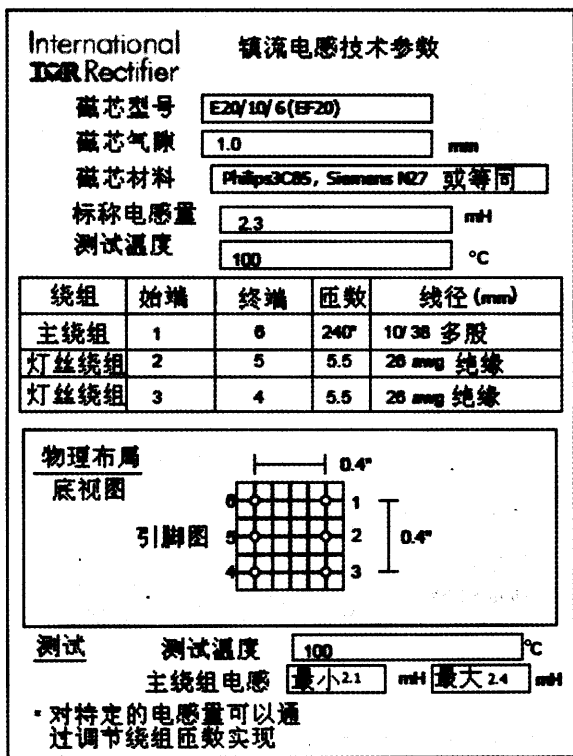 International 镇流电感技术参数
IOR Rectifier
磁芯型号 E20/10/6(EF20)
磁芯气隙 1.0 mm
磁芯材料 Philips3C85, Siemens N27 或等同
标称电感量 2.3 mH
测试温度 100 °C
绕组 始端 终端 匝数 线径(mm)
主绕组 1 6 240* 10/38 多股
灯丝绕组 2 5 5.5 26 awg 绝缘
灯丝绕组 3 4 5.5 26 awg 绝缘
物理布局 0.4"
底视图
6 1
引脚图 5 2 0.4"
4 3
测试 测试温度 100 °C
主绕组电感 最小2.1 mH 最大2.4 mH
* 对特定的电感量可以通
过调节绕组匝数实现